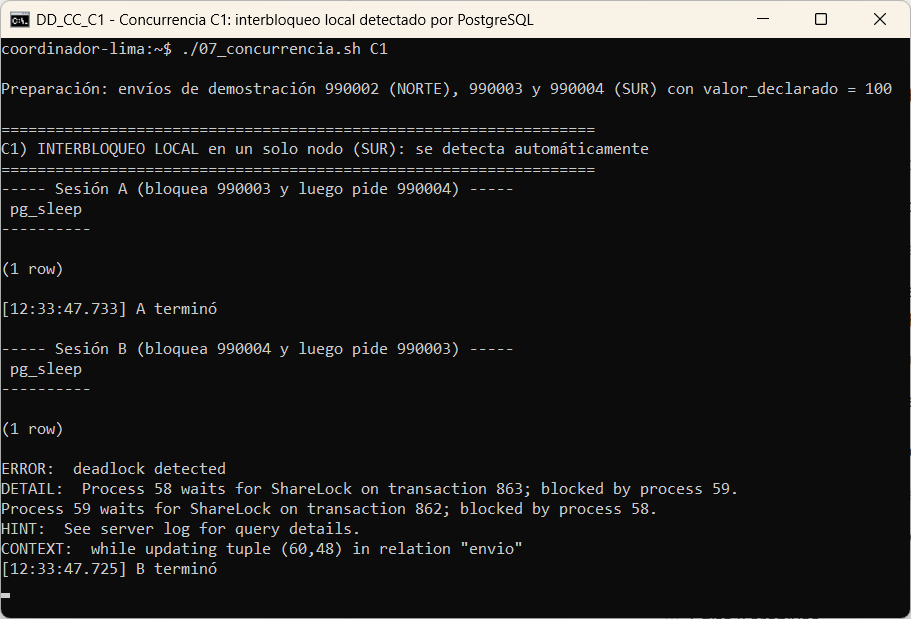 DD_CC_C1 - Concurrencia C1: interbloqueo local detectado por PostgreSQL
coordinador-lima:~$ ./07_concurrencia.sh C1
Preparación: envíos de demostración 990002 (NORTE), 990003 y 990004 (SUR) con valor_declarado = 100
==================================================================
C1) INTERBLOQUEO LOCAL en un solo nodo (SUR): se detecta automáticamente
==================================================================
----- Sesión A (bloquea 990003 y luego pide 990004) -----
 pg_sleep
----------
(1 row)
[12:33:47.733] A terminó
----- Sesión B (bloquea 990004 y luego pide 990003) -----
 pg_sleep
----------
(1 row)
ERROR:  deadlock detected
DETAIL:  Process 58 waits for ShareLock on transaction 863; blocked by process 59.
Process 59 waits for ShareLock on transaction 862; blocked by process 58.
HINT:  See server log for query details.
CONTEXT:  while updating tuple (60,48) in relation "envio"
[12:33:47.725] B terminó